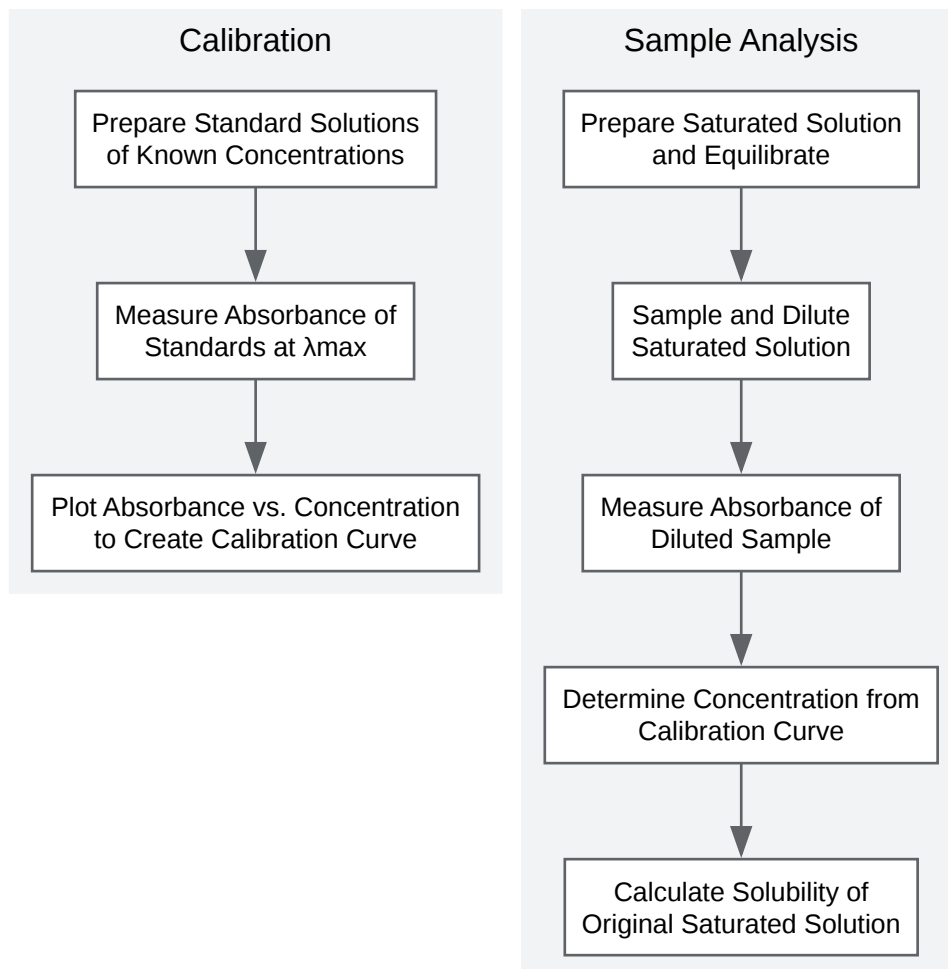 Calibration
Prepare Standard Solutions
of Known Concentrations
Measure Absorbance of
Standards at λmax
Plot Absorbance vs. Concentration
to Create Calibration Curve
Sample Analysis
Prepare Saturated Solution
and Equilibrate
Sample and Dilute
Saturated Solution
Measure Absorbance of
Diluted Sample
Determine Concentration from
Calibration Curve
Calculate Solubility of
Original Saturated Solution